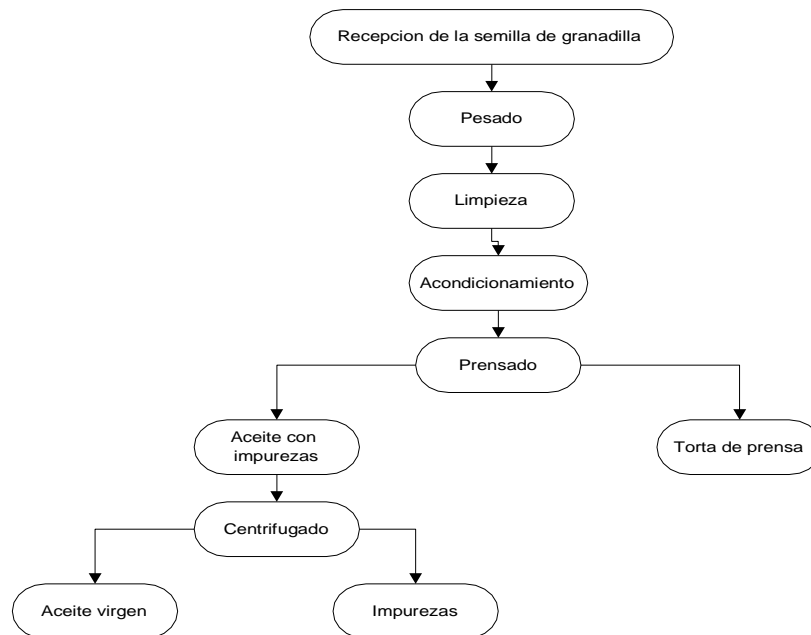 Recepcion de la semilla de granadilla
Pesado
Limpieza
Acondicionamiento
Prensado
Aceite con
impurezas
Torta de prensa
Centrifugado
Aceite virgen
Impurezas